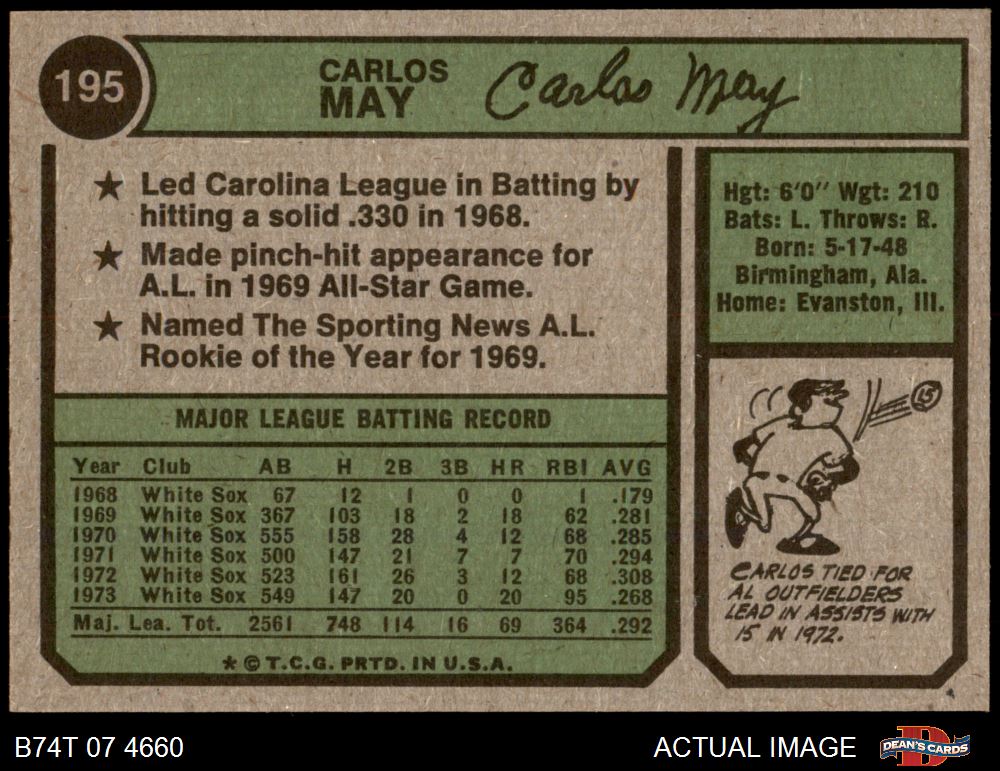 195
CARLOS
MAY
Carlos May
★ Led Carolina League in Batting by
hitting a solid .330 in 1968.
★ Made pinch-hit appearance for
A.L. in 1969 All-Star Game.
★ Named The Sporting News A.L.
Rookie of the Year for 1969.
MAJOR LEAGUE BATTING RECORD
Year Club AB H 2B 3B HR RBI AVG
1968 White Sox 67 12 1 0 0 1 .179
1969 White Sox 367 103 18 2 18 62 .281
1970 White Sox 555 158 28 4 12 68 .285
1971 White Sox 500 147 21 7 7 70 .294
1972 White Sox 523 161 26 3 12 68 .308
1973 White Sox 549 147 20 0 20 95 .268
Maj. Lea. Tot. 2561 748 114 16 69 364 .292
★ © T.C.G. PRTD. IN U.S.A.
Hgt: 6'0" Wgt: 210
Bats: L. Throws: R.
Born: 5-17-48
Birmingham, Ala.
Home: Evanston, Ill.
15
CARLOS TIED FOR
AL OUTFIELDERS
LEAD IN ASSISTS WITH
15 IN 1972.
B74T 07 4660
ACTUAL IMAGE
DEAN'S CARDS